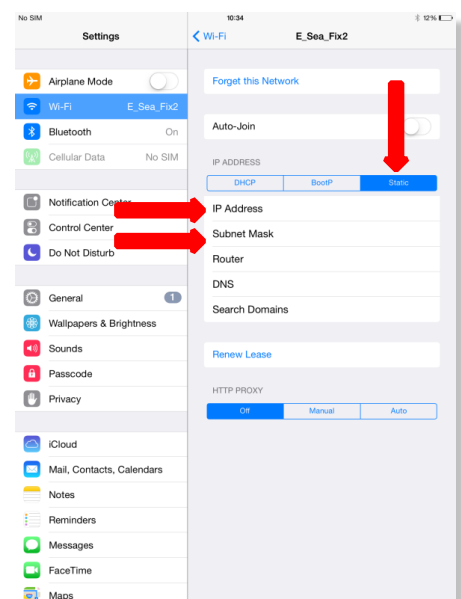 No SIM 10:34 12%
Settings
Wi-Fi E_Sea_Fix2
Airplane Mode
Wi-Fi E_Sea_Fix2
Bluetooth On
Cellular Data No SIM
Notification Center
Control Center
Do Not Disturb
General 1
Wallpapers & Brightness
Sounds
Passcode
Privacy
iCloud
Mail, Contacts, Calendars
Notes
Reminders
Messages
FaceTime
Maps
Forget this Network
Auto-Join
IP ADDRESS
DHCP BootP Static
IP Address
Subnet Mask
Router
DNS
Search Domains
Renew Lease
HTTP PROXY
Off Manual Auto